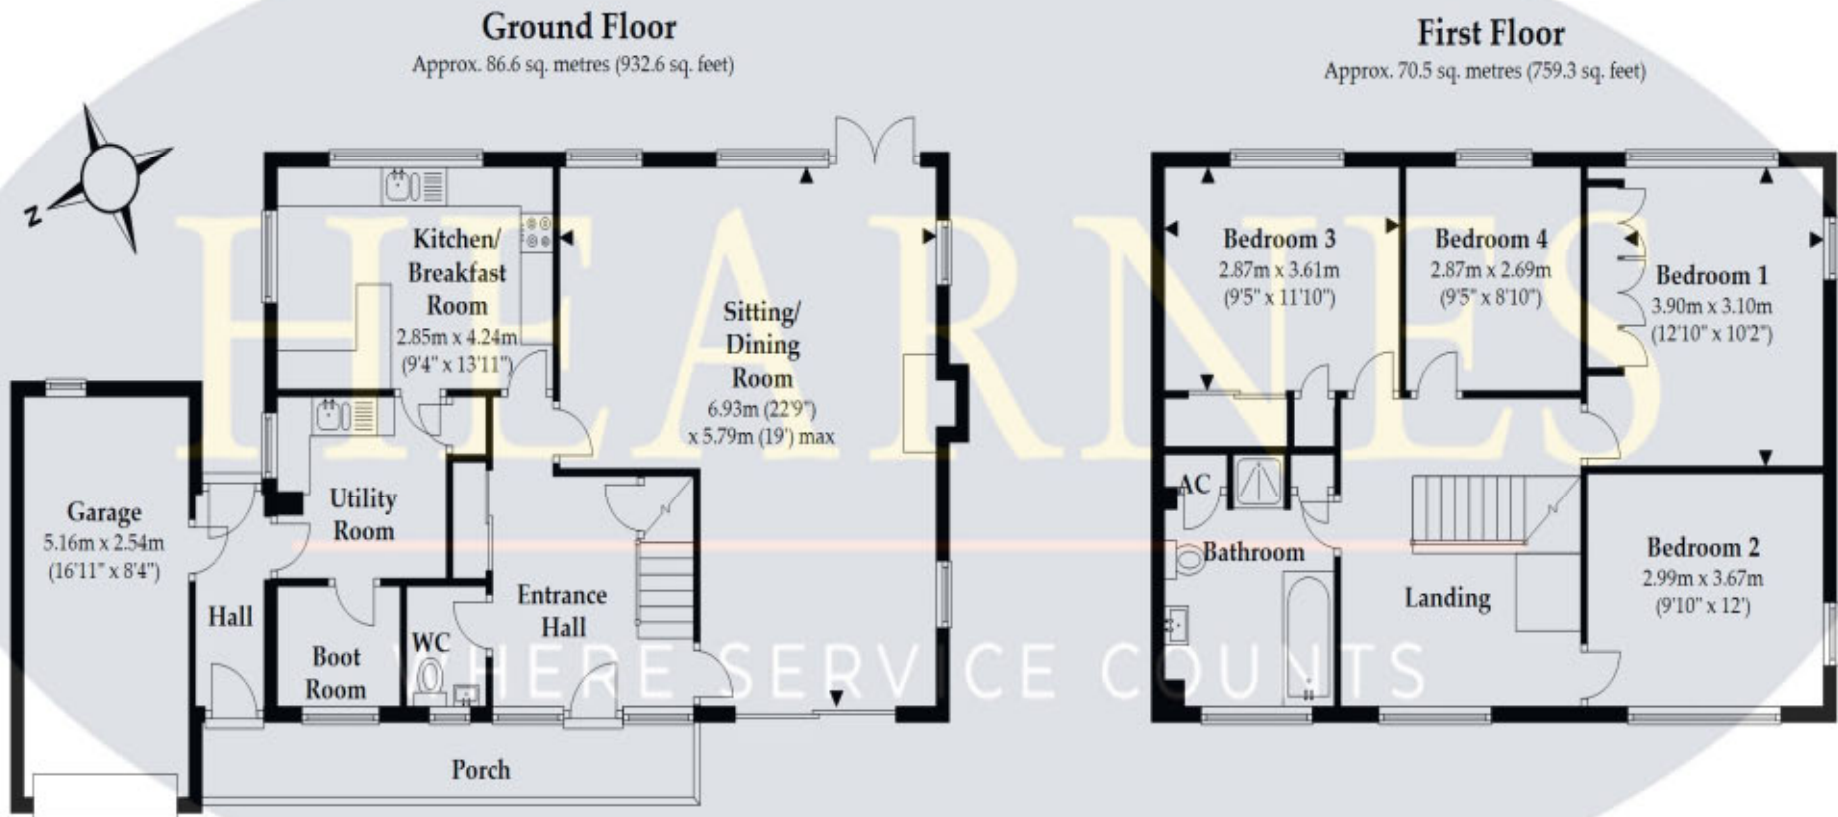 Ground Floor
Approx. 86.6 sq. metres (932.6 sq. feet)
First Floor
Approx. 70.5 sq. metres (759.3 sq. feet)
N
HEARNES
WHERE SERVICE COUNTS
Kitchen/
Breakfast
Room
2.85m x 4.24m
(9'4" x 13'11")
Sitting/
Dining
Room
6.93m (22'9")
x 5.79m (19') max
Garage
5.16m x 2.54m
(16'11" x 8'4")
Utility
Room
Hall
Boot
Room
WC
Entrance
Hall
Porch
Bedroom 3
2.87m x 3.61m
(9'5" x 11'10")
Bedroom 4
2.87m x 2.69m
(9'5" x 8'10")
Bedroom 1
3.90m x 3.10m
(12'10" x 10'2")
AC
Bathroom
Landing
Bedroom 2
2.99m x 3.67m
(9'10" x 12')